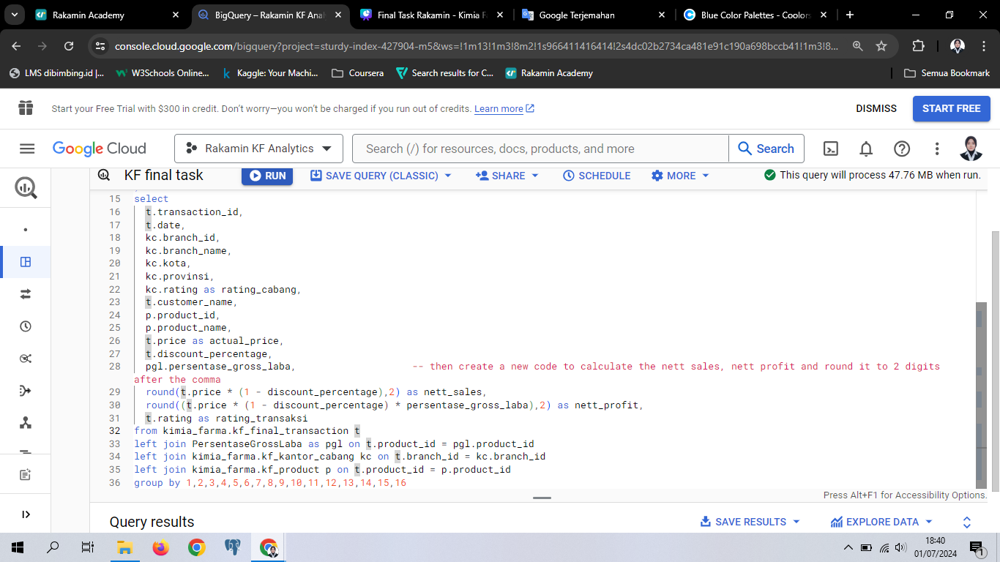 Rakamin Academy
BigQuery – Rakamin KF Anal
Final Task Rakamin - Kimia F
Google Terjemahan
Blue Color Palettes - Coolors
console.cloud.google.com/bigquery?project=sturdy-index-427904-m5&ws=!1m13!1m3!8m2!1s966411416414!2s4dc02b2734ca481e91c190a698bccb41!1m3!8...
LMS dibimbing.id |...
W3Schools Online...
Kaggle: Your Machi...
Coursera
Search results for C...
Rakamin Academy
Semua Bookmark
Start your Free Trial with $300 in credit. Don’t worry—you won’t be charged if you run out of credits. Learn more
DISMISS
START FREE
Google Cloud
Rakamin KF Analytics
Search (/) for resources, docs, products, and more
Search
KF final task
RUN
SAVE QUERY (CLASSIC)
SHARE
SCHEDULE
MORE
This query will process 47.76 MB when run.
15 select
16 t.transaction_id,
17 t.date,
18 kc.branch_id,
19 kc.branch_name,
20 kc.kota,
21 kc.provinsi,
22 kc.rating as rating_cabang,
23 t.customer_name,
24 p.product_id,
25 p.product_name,
26 t.price as actual_price,
27 t.discount_percentage,
28 pgl.persentase_gross_laba, -- then create a new code to calculate the nett sales, nett profit and round it to 2 digits
after the comma
29 round(t.price * (1 - discount_percentage),2) as nett_sales,
30 round((t.price * (1 - discount_percentage) * persentase_gross_laba),2) as nett_profit,
31 t.rating as rating_transaksi
32 from kimia_farma.kf_final_transaction t
33 left join PersentaseGrossLaba as pgl on t.product_id = pgl.product_id
34 left join kimia_farma.kf_kantor_cabang kc on t.branch_id = kc.branch_id
35 left join kimia_farma.kf_product p on t.product_id = p.product_id
36 group by 1,2,3,4,5,6,7,8,9,10,11,12,13,14,15,16
Press Alt+F1 for Accessibility Options.
Query results
SAVE RESULTS
EXPLORE DATA
18:40
01/07/2024
1